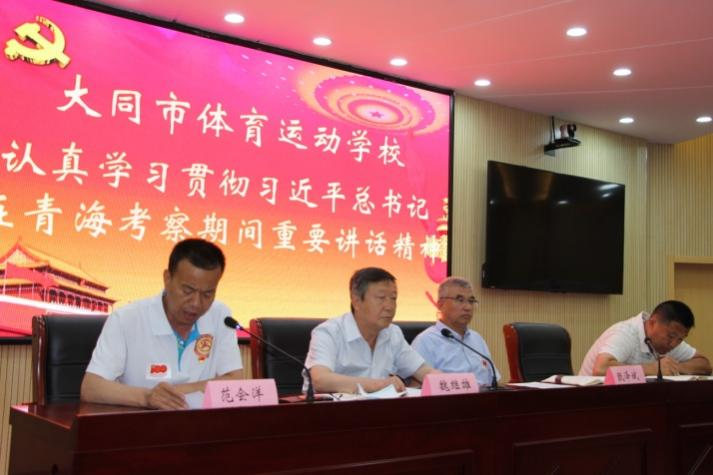 大同市体育运动学校
认真学习贯彻习近平总书记
在青海考察期间重要讲话精神
范会洋
魏继雄